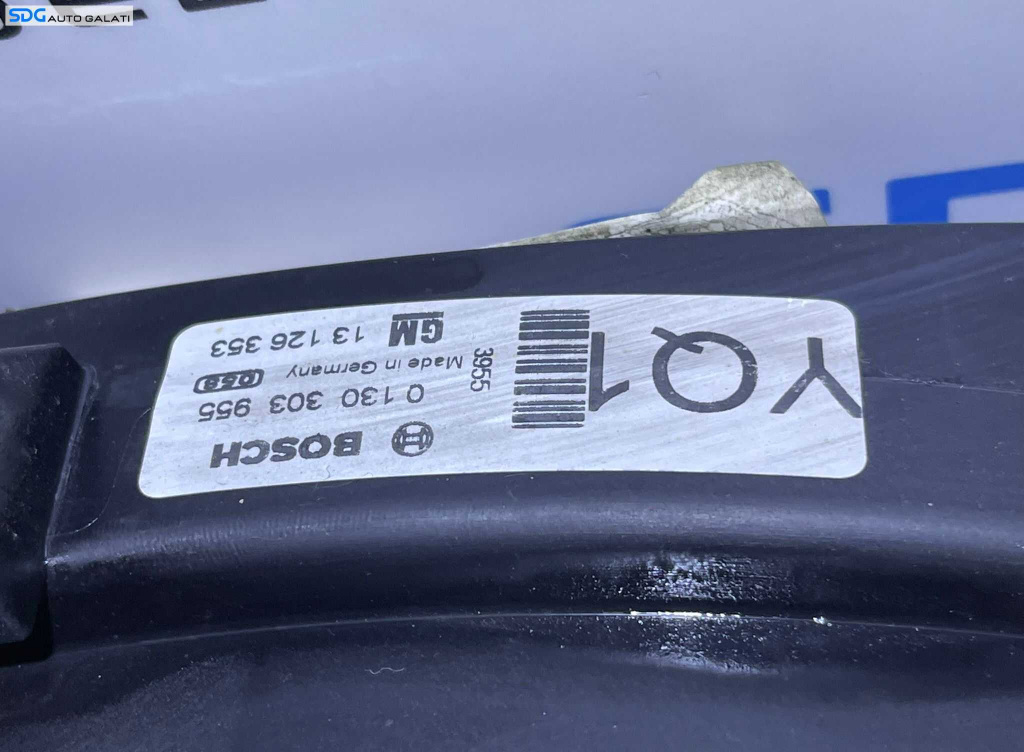 SDG AUTO GALATI
BOSCH
0 130 303 955
Made in Germany
GM 13 126 353
3955
YQ1